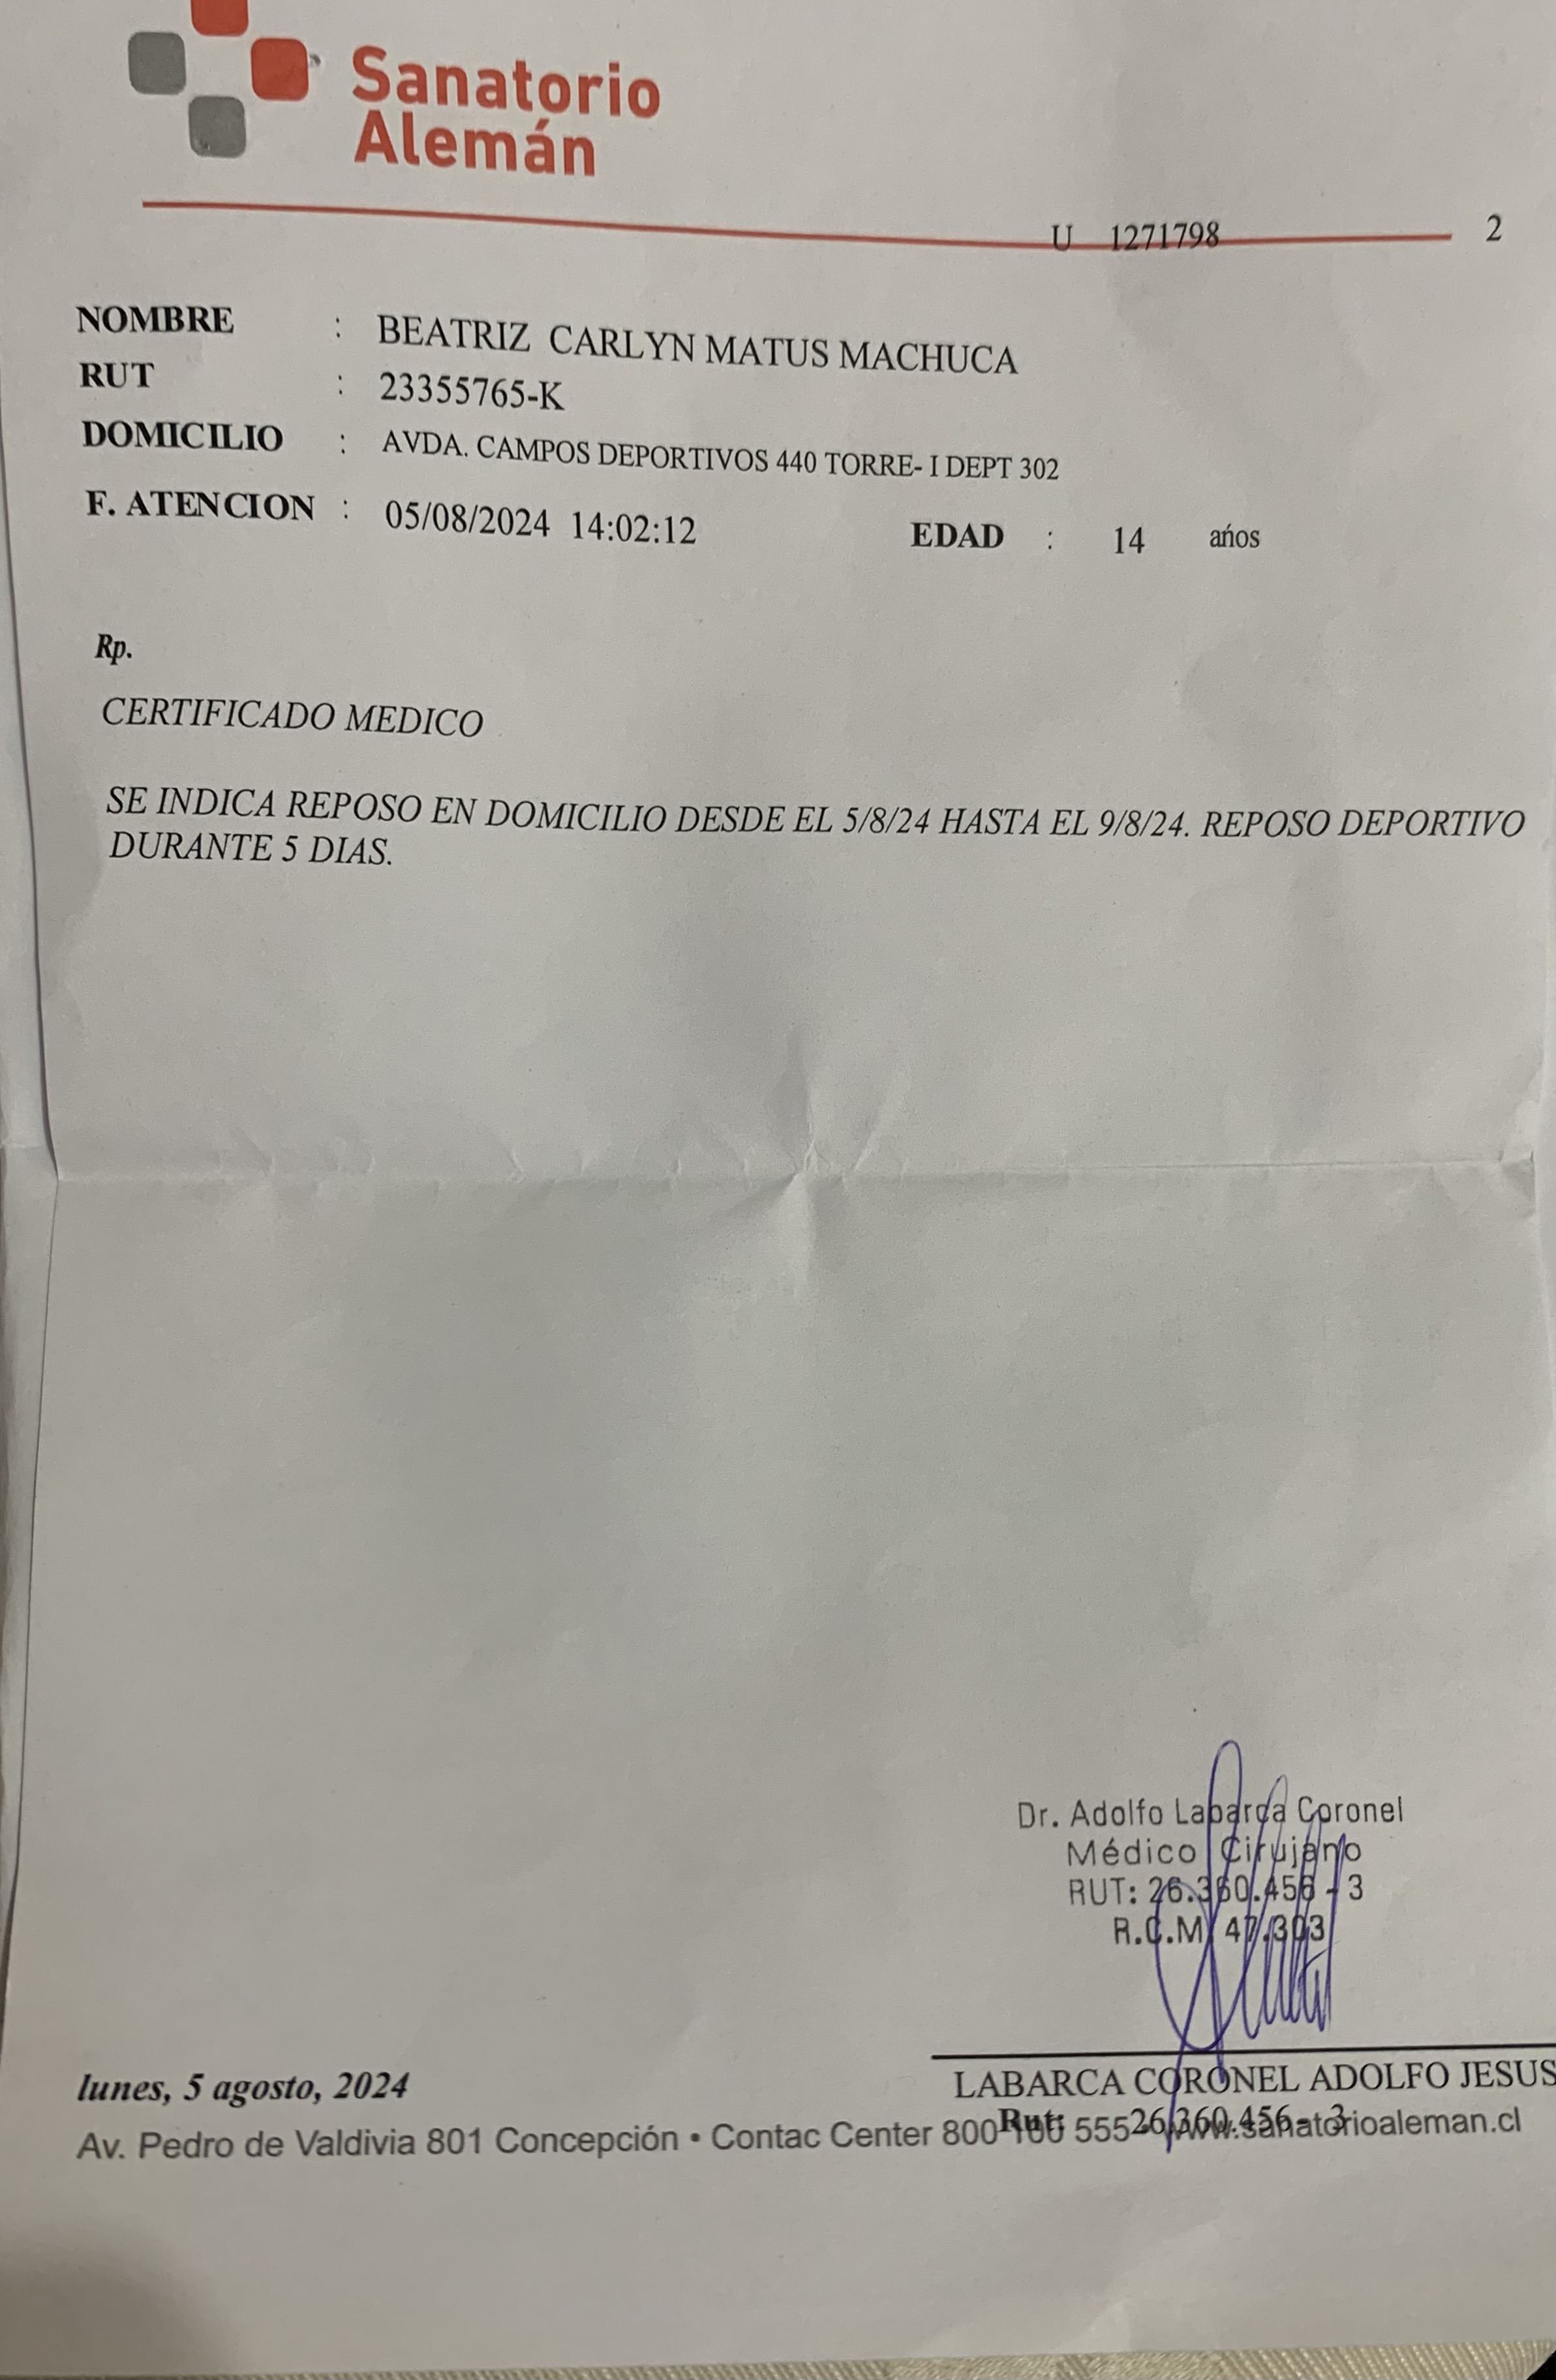 Sanatorio
Alemán
U 1271798 2
NOMBRE : BEATRIZ CARLYN MATUS MACHUCA
RUT : 23355765-K
DOMICILIO : AVDA. CAMPOS DEPORTIVOS 440 TORRE- I DEPT 302
F. ATENCION : 05/08/2024 14:02:12 EDAD : 14 ańos
Rp.
CERTIFICADO MEDICO
SE INDICA REPOSO EN DOMICILIO DESDE EL 5/8/24 HASTA EL 9/8/24. REPOSO DEPORTIVO
DURANTE 5 DIAS.
Dr. Adolfo Labarca Coronel
Médico Cirujano
RUT: 26.360.456 - 3
R.C.M. 47.303
LABARCA CORONEL ADOLFO JESUS
lunes, 5 agosto, 2024
Rut: 26.360.456- 3
Av. Pedro de Valdivia 801 Concepción • Contac Center 800 100 555 www.sanatorioaleman.cl